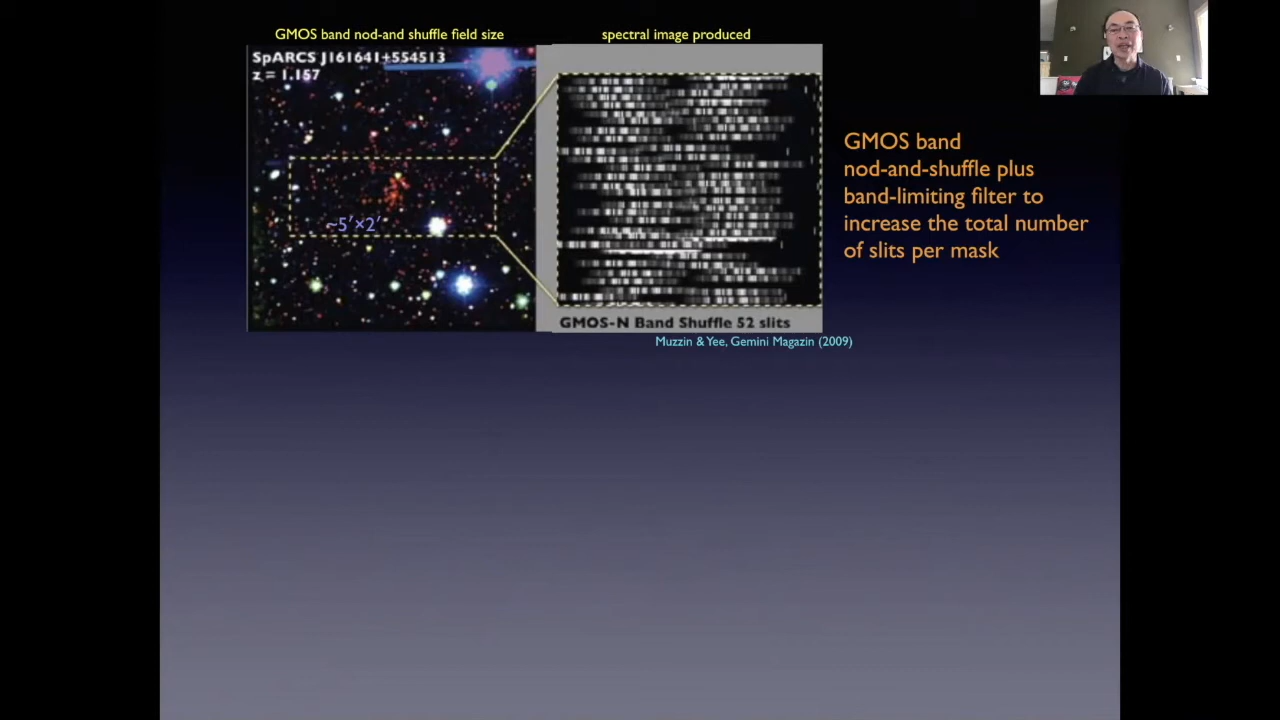 GMOS band nod-and shuffle field size
spectral image produced
SpARCS J161641+554513
z = 1.157
~5′×2′
GMOS-N Band Shuffle 52 slits
Muzzin & Yee, Gemini Magazin (2009)
GMOS band
nod-and-shuffle plus
band-limiting filter to
increase the total number
of slits per mask